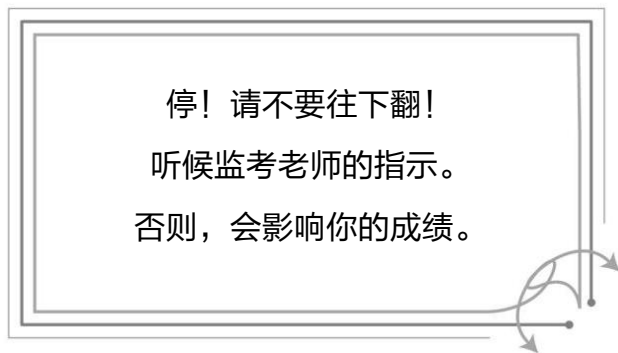 停！请不要往下翻！
听候监考老师的指示。
否则，会影响你的成绩。